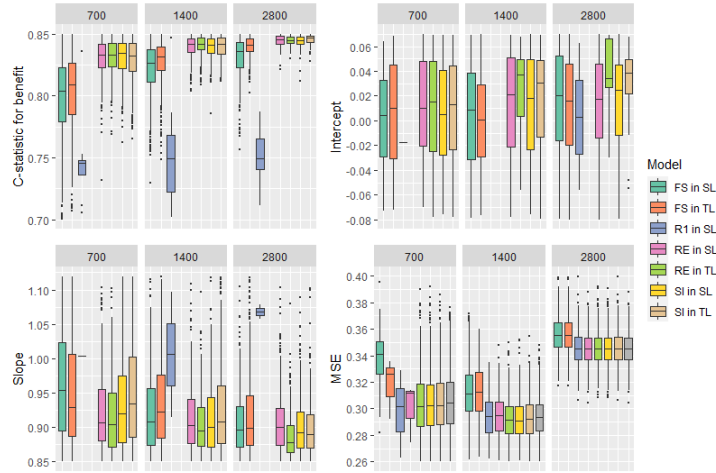 700 1400 2800
C-statistic for benefit
0.85
0.80
0.75
0.70
700 1400 2800
Intercept
0.06
0.04
0.02
0.00
-0.02
-0.04
-0.06
-0.08
700 1400 2800
Slope
1.10
1.05
1.00
0.95
0.90
0.85
700 1400 2800
MSE
0.40
0.38
0.36
0.34
0.32
0.30
0.28
0.26
Model
FS in SL
FS in TL
R1 in SL
RE in SL
RE in TL
SI in SL
SI in TL